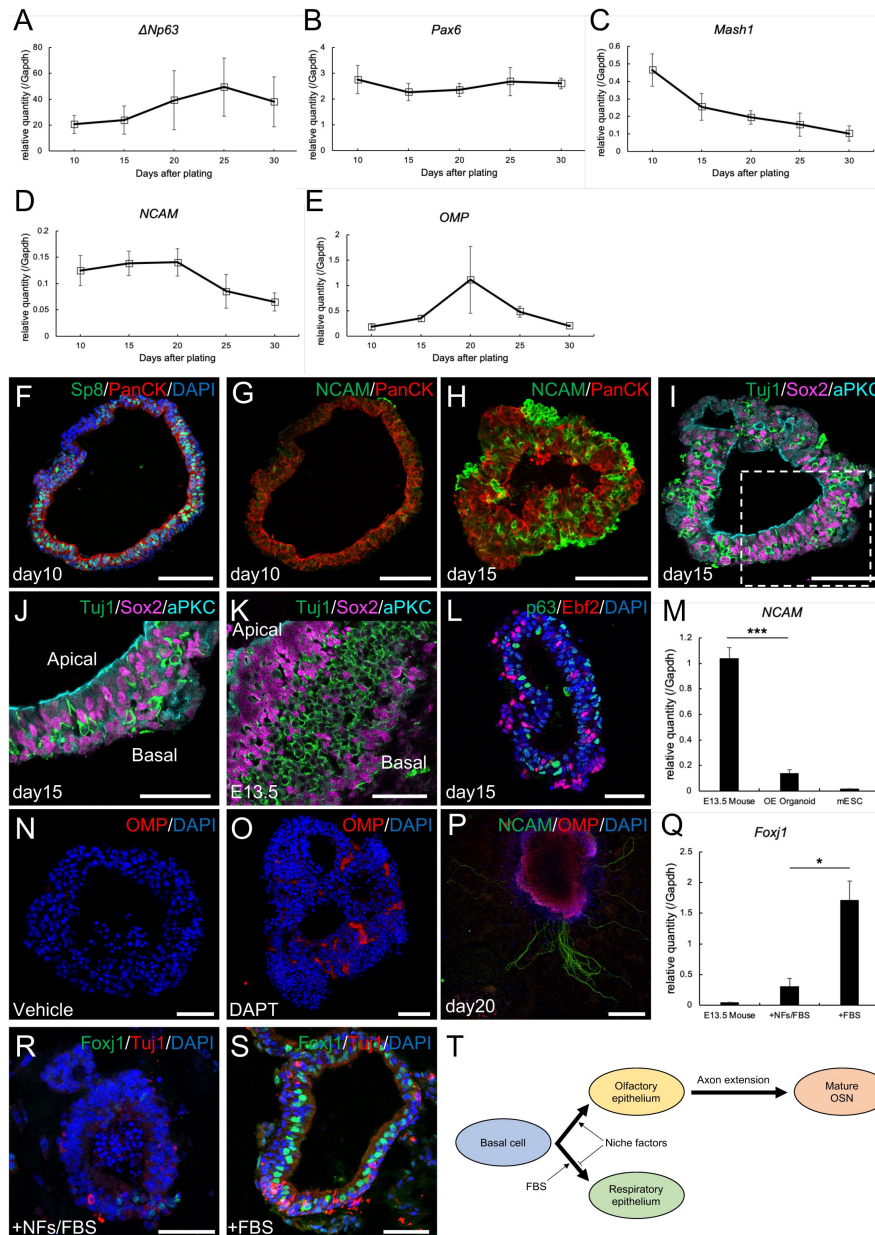 A
ΔNp63
relative quantity (/Gapdh)
80
60
40
20
0
10 15 20 25 30
Days after plating
B
Pax6
relative quantity (/Gapdh)
4
3
2
1
0
10 15 20 25 30
Days after plating
C
Mash1
relative quantity (/Gapdh)
0.6
0.5
0.4
0.3
0.2
0.1
0
10 15 20 25 30
Days after plating
D
NCAM
relative quantity (/Gapdh)
0.2
0.15
0.1
0.05
0
10 15 20 25 30
Days after plating
E
OMP
relative quantity (/Gapdh)
2
1.5
1
0.5
0
10 15 20 25 30
Days after plating
F
Sp8/PanCK/DAPI
day10
G
NCAM/PanCK
day10
H
NCAM/PanCK
day15
I
Tuj1/Sox2/aPKC
day15
J
Tuj1/Sox2/aPKC
Apical
Basal
day15
K
Tuj1/Sox2/aPKC
Apical
Basal
E13.5
L
p63/Ebf2/DAPI
day15
M
NCAM
relative quantity (/Gapdh)
1.2
1
0.8
0.6
0.4
0.2
0
***
E13.5 Mouse OE Organoid mESC
N
OMP/DAPI
Vehicle
O
OMP/DAPI
DAPT
P
NCAM/OMP/DAPI
day20
Q
Foxj1
relative quantity (/Gapdh)
2
1.5
1
0.5
0
*
E13.5 Mouse +NFs/FBS +FBS
R
Foxj1/Tuj1/DAPI
+NFs/FBS
S
Foxj1/Tuj1/DAPI
+FBS
T
Basal cell
Olfactory
epithelium
Axon extension
Mature
OSN
Niche factors
FBS
Respiratory
epithelium